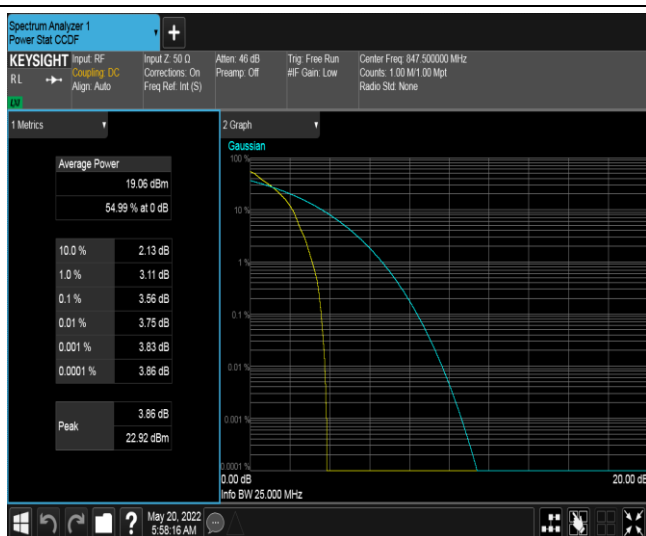 Spectrum Analyzer 1
Power Stat CCDF
+
KEYSIGHT
RL
Input: RF
Coupling: DC
Align: Auto
Input Z: 50 Ω
Corrections: On
Freq Ref: Int (S)
Atten: 46 dB
Preamp: Off
Trig: Free Run
#IF Gain: Low
Center Freq: 847.500000 MHz
Counts: 1.00 M/1.00 Mpt
Radio Std: None
1 Metrics
Average Power
19.06 dBm
54.99 % at 0 dB
10.0 % 2.13 dB
1.0 % 3.11 dB
0.1 % 3.56 dB
0.01 % 3.75 dB
0.001 % 3.83 dB
0.0001 % 3.86 dB
Peak
3.86 dB
22.92 dBm
2 Graph
Gaussian
100 %
10 %
1 %
0.1 %
0.01 %
0.001 %
0.0001 %
0.00 dB
20.00 dB
Info BW 25.000 MHz
?
May 20, 2022
5:58:16 AM